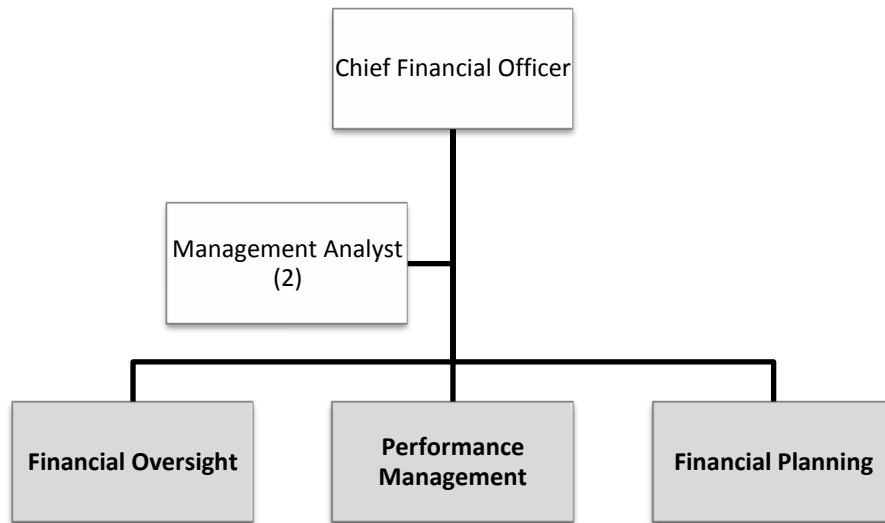 Chief Financial Officer
Management Analyst
(2)
Financial Oversight
Performance
Management
Financial Planning